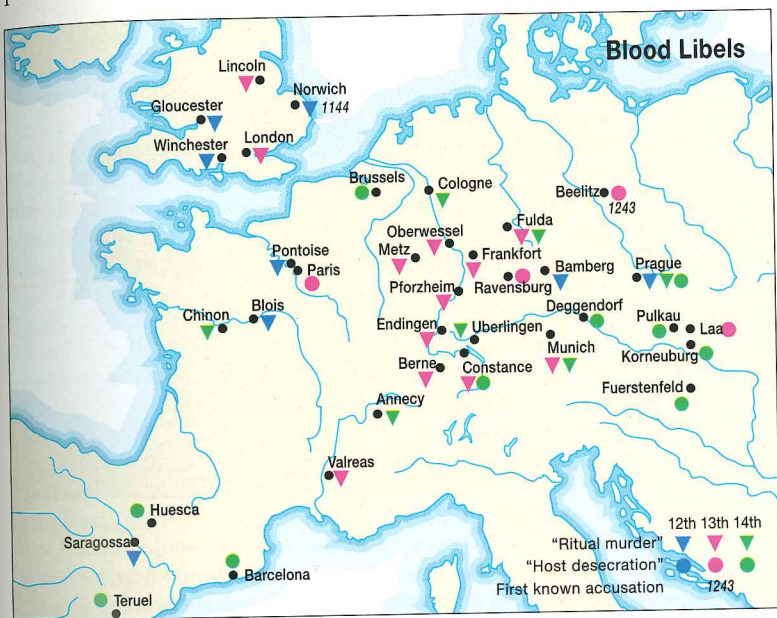 Blood Libels
Lincoln
Norwich
1144
Gloucester
Winchester
London
Brussels
Cologne
Beelitz
1243
Fulda
Oberwessel
Metz
Frankfort
Pontoise
Paris
Bamberg
Prague
Ravensburg
Pforzheim
Chinon
Blois
Deggendorf
Pulkau
Laa
Endingen
Uberlingen
Korneuburg
Munich
Berne
Constance
Fuerstenfeld
Annecy
Valreas
Huesca
Saragossa
Barcelona
Teruel
12th 13th 14th
“Ritual murder”
“Host desecration”
First known accusation 1243